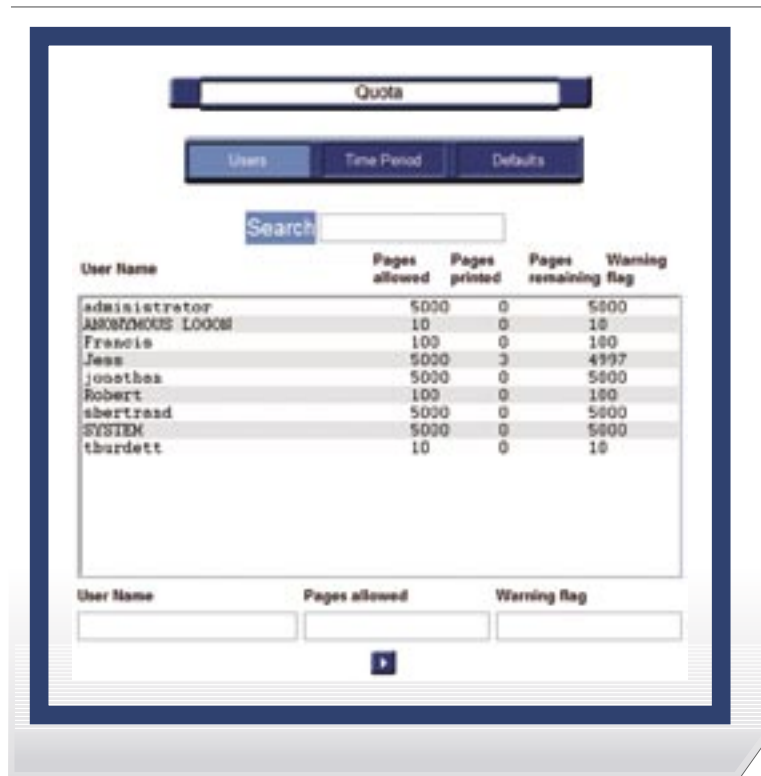 Quota
Users Time Period Defaults
Search
User Name Pages allowed Pages printed Pages remaining Warning flag
administrator 5000 0 5000
ANONYMOUS LOGON 10 0 10
Francis 100 0 100
Jess 5000 3 4997
jonathan 5000 0 5000
Robert 100 0 100
sbertrand 5000 0 5000
SYSTEM 5000 0 5000
tburdett 10 0 10
User Name Pages allowed Warning flag